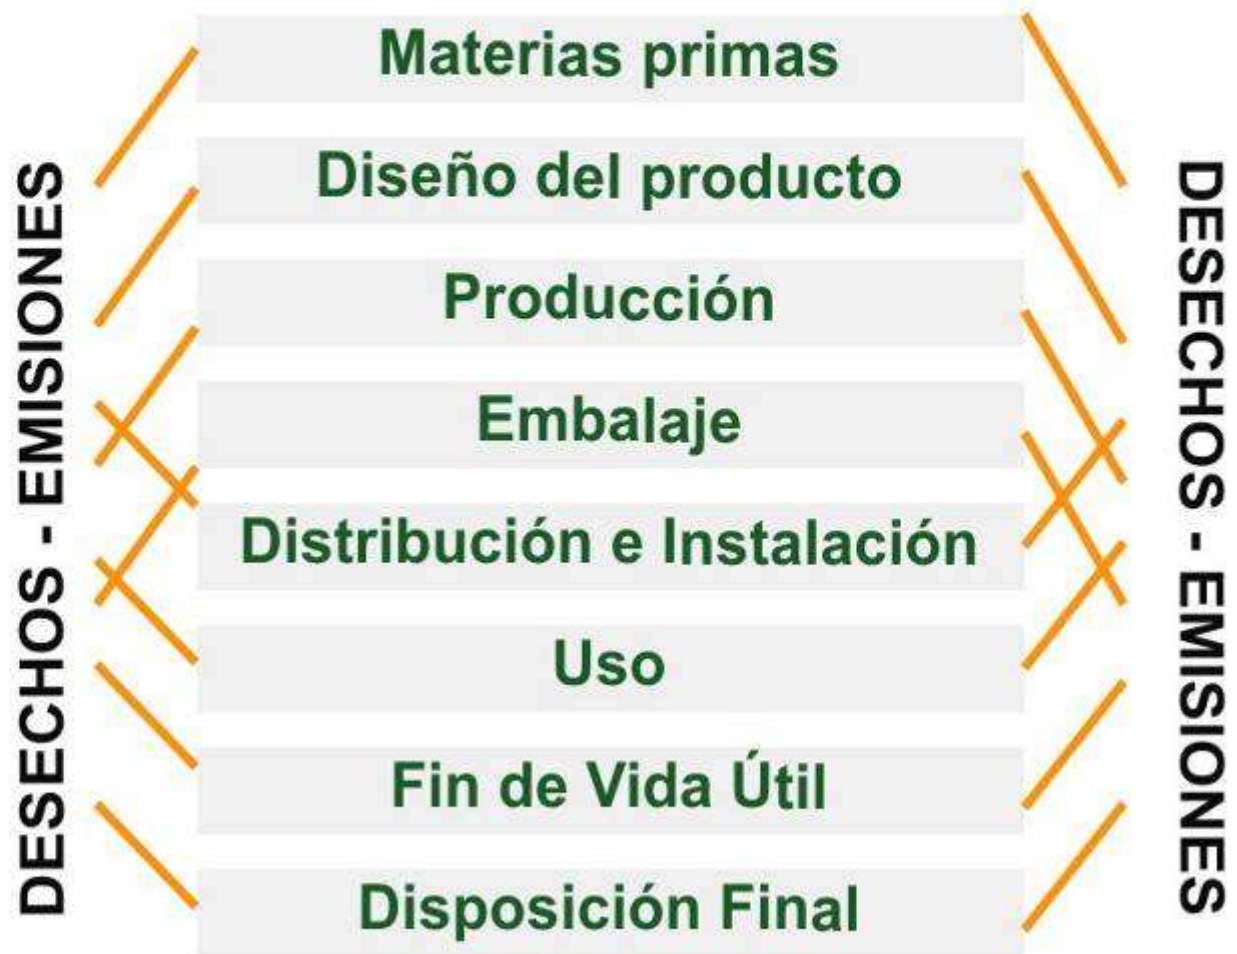 DESECHOS - EMISIONES
Materias primas
Diseño del producto
Producción
Embalaje
Distribución e Instalación
Uso
Fin de Vida Útil
Disposición Final
DESECHOS - EMISIONES